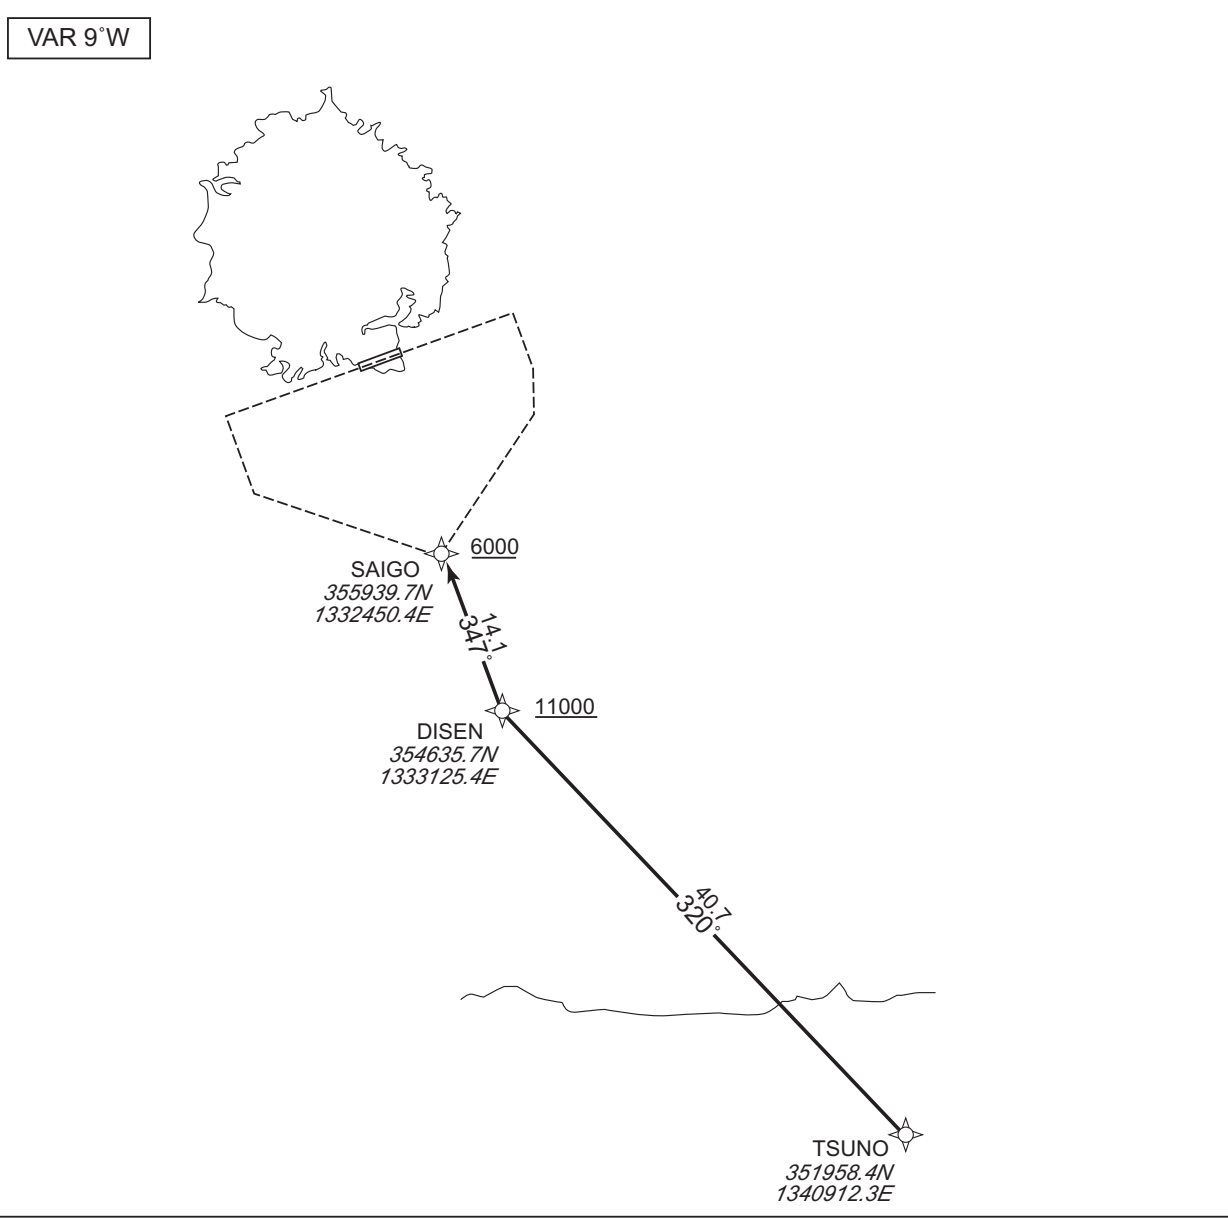 VAR 9°W
6000
SAIGO
355939.7N
1332450.4E
14.1
347°
11000
DISEN
354635.7N
1333125.4E
40.7
320°
TSUNO
351958.4N
1340912.3E